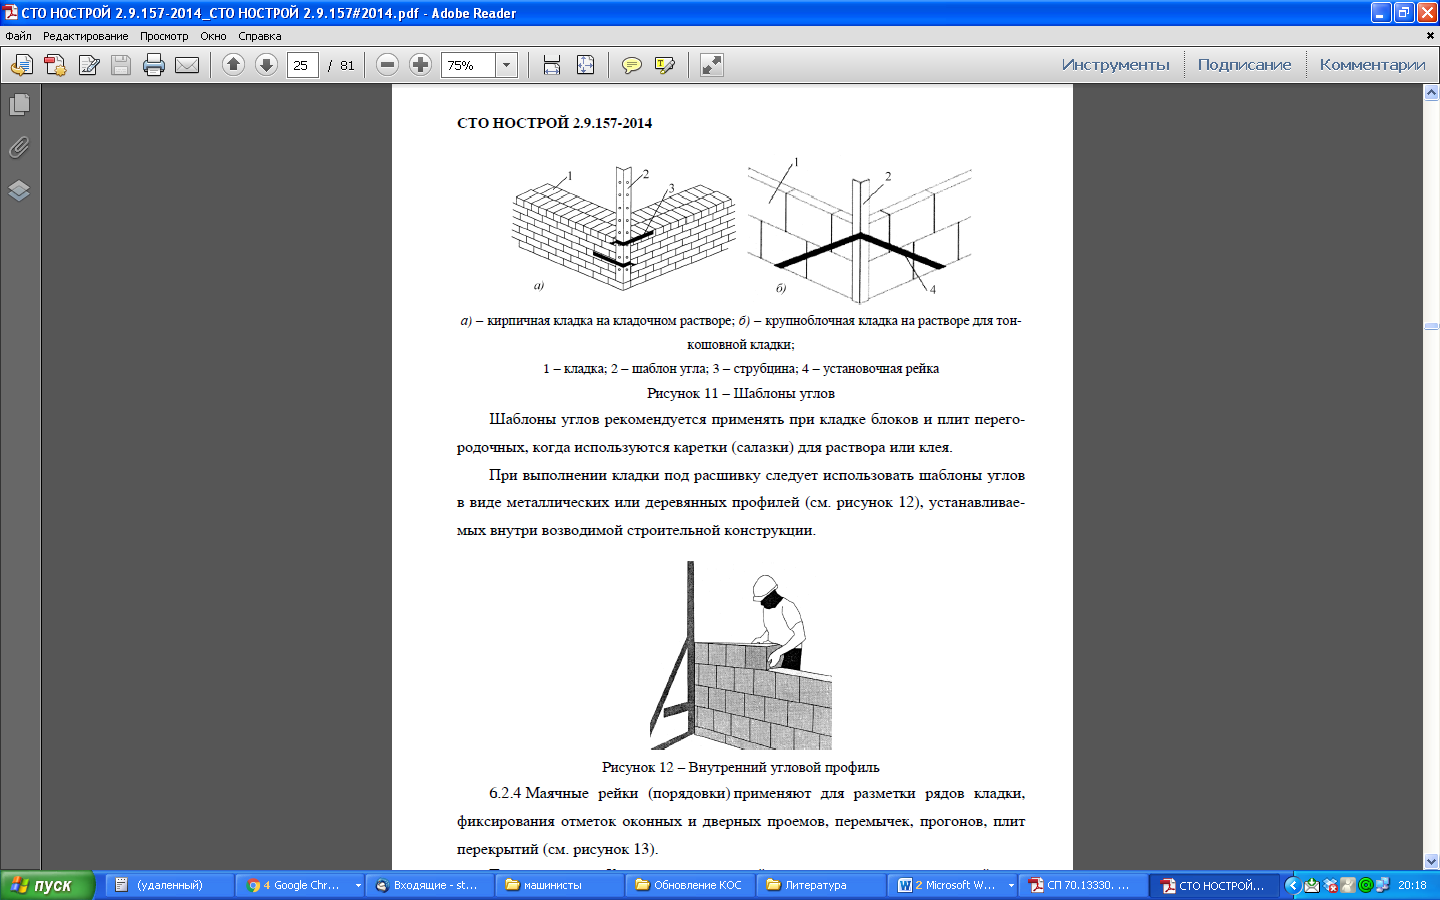 СТО НОСТРОЙ 2.9.157-2014_СТО НОСТРОЙ 2.9.157#2014.pdf - Adobe Reader
Файл Редактирование Просмотр Окно Справка
25 / 81 75% Инструменты Подписание Комментарии
СТО НОСТРОЙ 2.9.157-2014
1 2 3 а)
1 2 4 б)
а) – кирпичная кладка на кладочном растворе; б) – крупноблочная кладка на растворе для тон-
кошовной кладки;
1 – кладка; 2 – шаблон угла; 3 – струбцина; 4 – установочная рейка
Рисунок 11 – Шаблоны углов
Шаблоны углов рекомендуется применять при кладке блоков и плит перего-
родочных, когда используются каретки (салазки) для раствора или клея.
При выполнении кладки под расшивку следует использовать шаблоны углов
в виде металлических или деревянных профилей (см. рисунок 12), устанавливае-
мых внутри возводимой строительной конструкции.
Рисунок 12 – Внутренний угловой профиль
6.2.4 Маячные рейки (порядовки) применяют для разметки рядов кладки,
фиксирования отметок оконных и дверных проемов, перемычек, прогонов, плит
перекрытий (см. рисунок 13).
пуск (удаленный) 4 Google Chr... Входящие - st... машинисты Обновление КОС Литература 2 Microsoft W... СП 70.13330. ... СТО НОСТРОЙ... 20:18